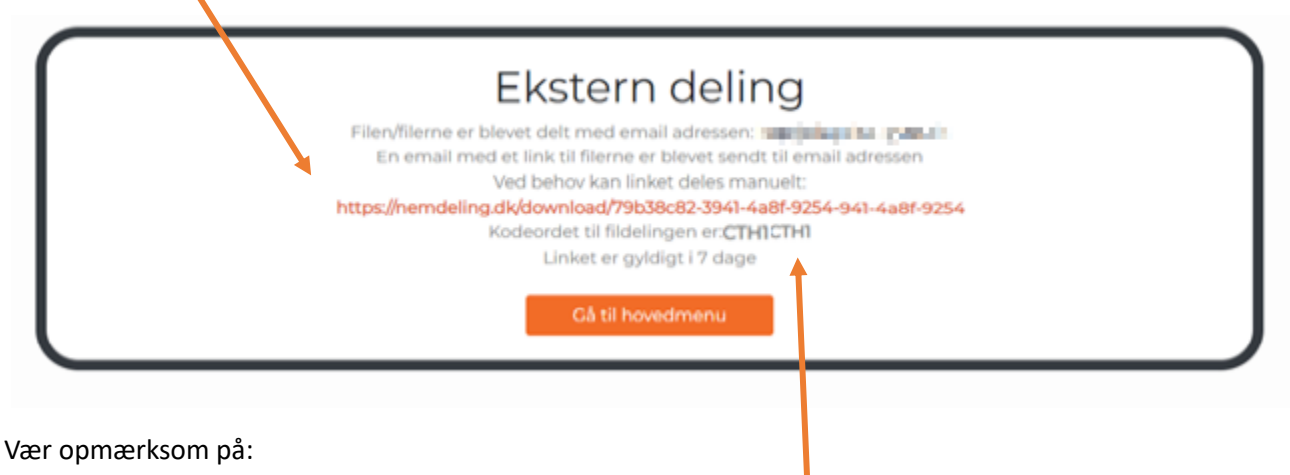 Ekstern deling
Filen/filerne er blevet delt med email adressen:
En email med et link til filerne er blevet sendt til email adressen
Ved behov kan linket deles manuelt:
https://nemdeling.dk/download/79b38c82-3941-4a8f-9254-941-4a8f-9254
Kodeordet til fildelingen er:CTH1CTH1
Linket er gyldigt i 7 dage
Gå til hovedmenu
Vær opmærksom på: